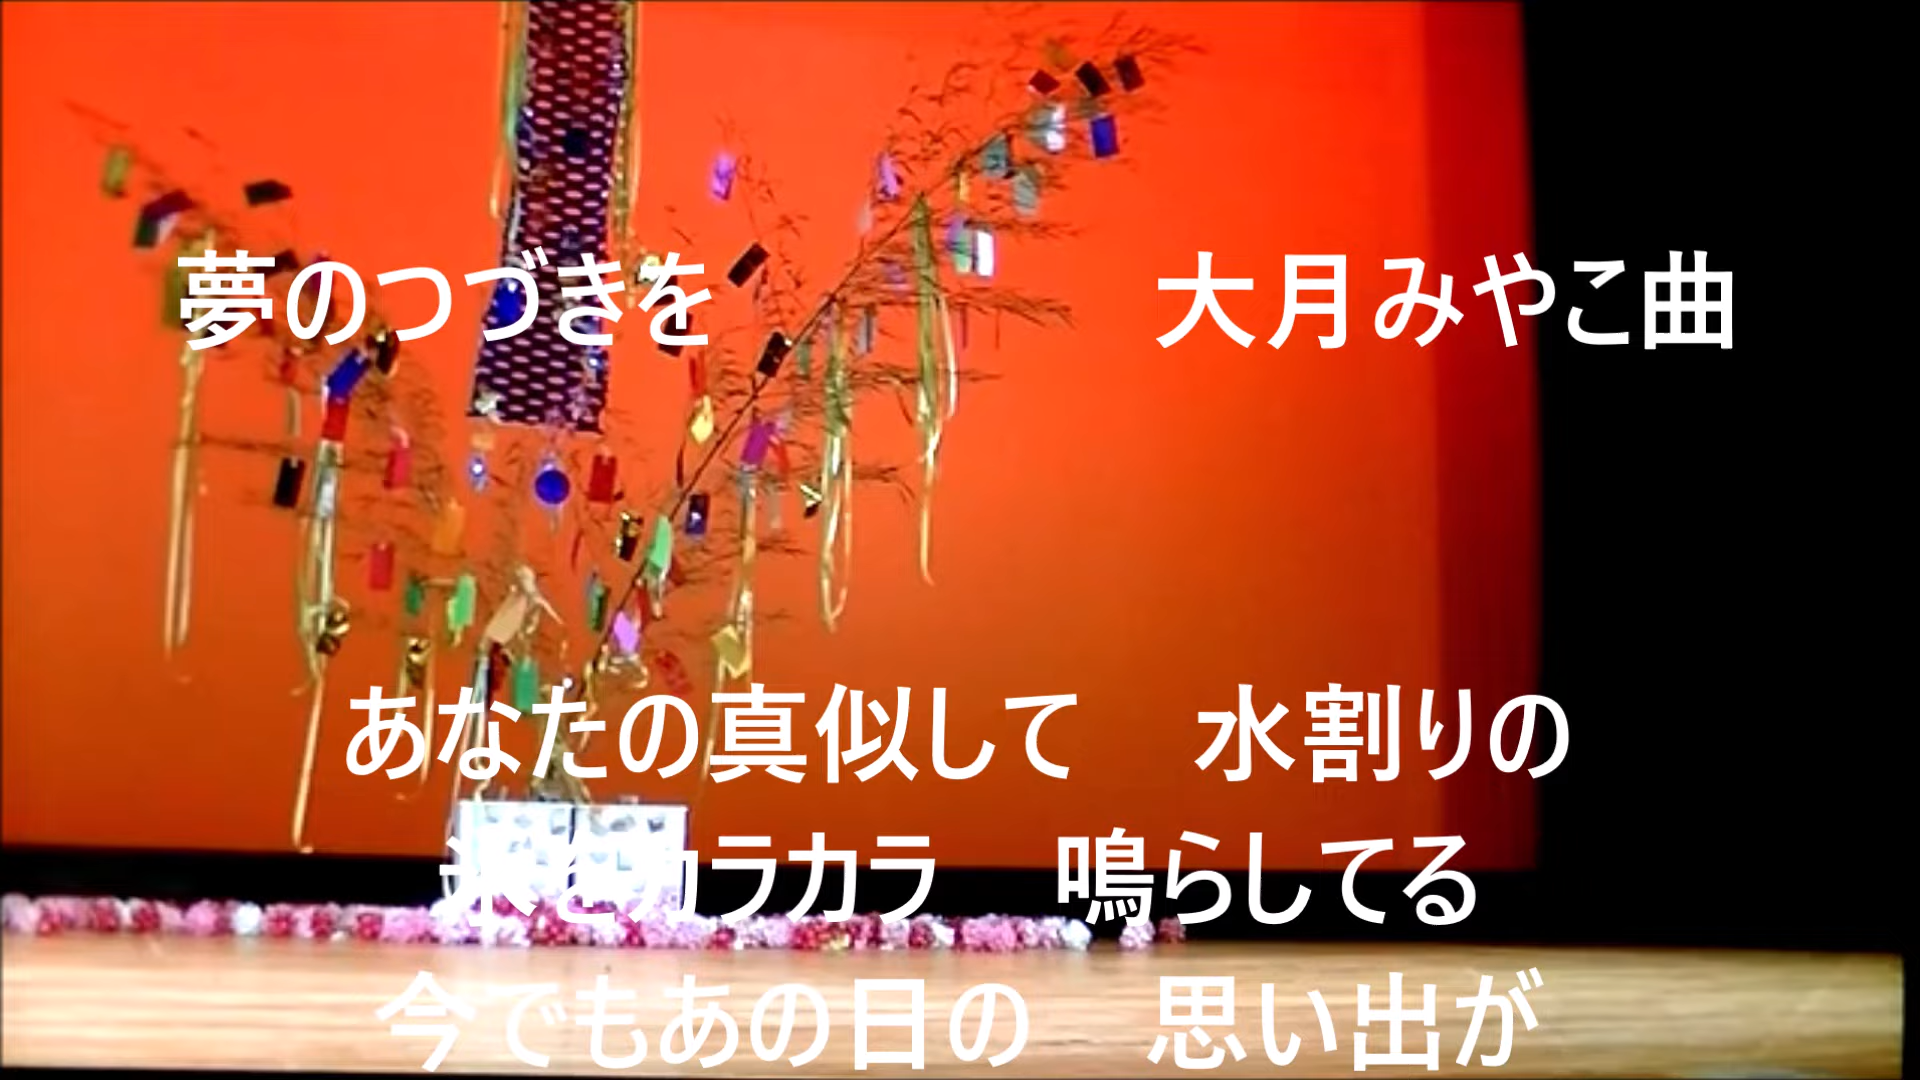 夢のつづきを　　　　大月みやこ曲
あなたの真似して　水割りの
氷をカラカラ　鳴らしてる
今でもあの日の　思い出が